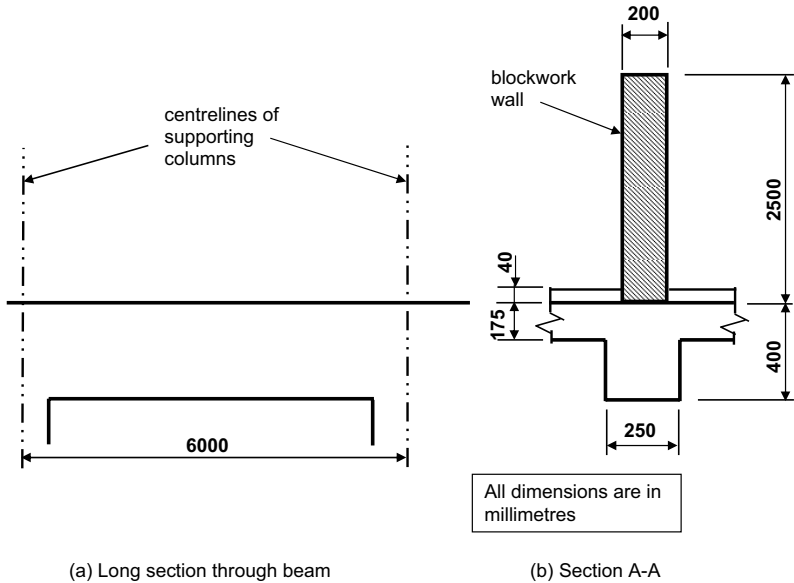 200
blockwork
wall
centrelines of
supporting
columns
2500
40
175
400
6000
250
All dimensions are in
millimetres
(a) Long section through beam
(b) Section A-A